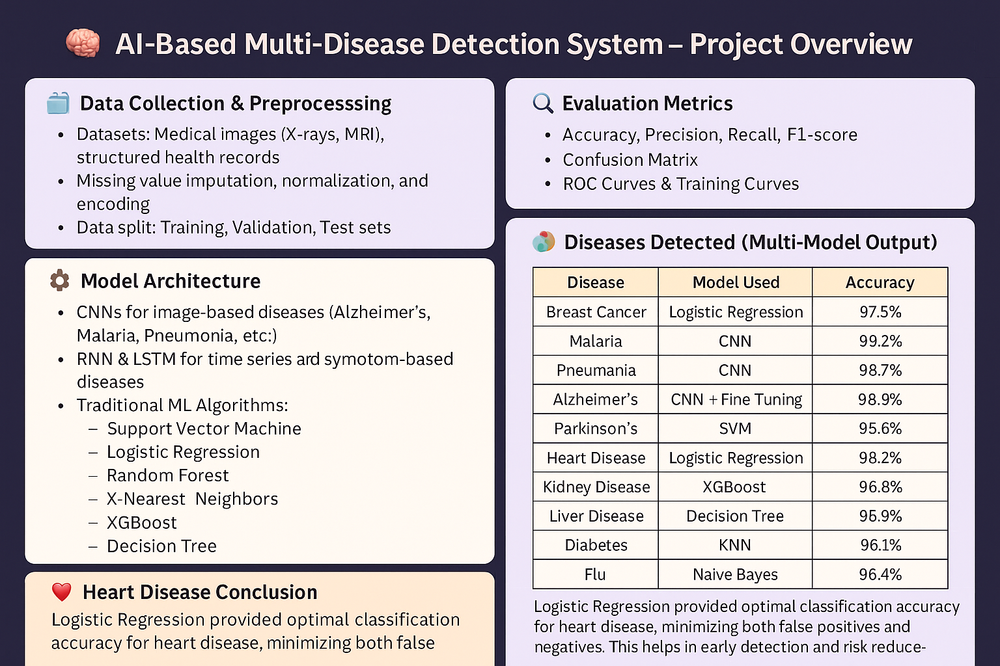 AI-Based Multi-Disease Detection System – Project Overview
Data Collection & Preprocesssing
• Datasets: Medical images (X-rays, MRI),
structured health records
• Missing value imputation, normalization, and
encoding
• Data split: Training, Validation, Test sets
Model Architecture
• CNNs for image-based diseases (Alzheimer's,
Malaria, Pneumonia, etc:)
• RNN & LSTM for time series ard symotom-based
diseases
• Traditional ML Algorithms:
– Support Vector Machine
– Logistic Regression
– Random Forest
– X-Nearest Neighbors
– XGBoost
– Decision Tree
Heart Disease Conclusion
Logistic Regression provided optimal classification
accuracy for heart disease, minimizing both false
Evaluation Metrics
• Accuracy, Precision, Recall, F1-score
• Confusion Matrix
• ROC Curves & Training Curves
Diseases Detected (Multi-Model Output)
Disease Model Used Accuracy
Breast Cancer Logistic Regression 97.5%
Malaria CNN 99.2%
Pneumania CNN 98.7%
Alzheimer's CNN + Fine Tuning 98.9%
Parkinson's SVM 95.6%
Heart Disease Logistic Regression 98.2%
Kidney Disease XGBoost 96.8%
Liver Disease Decision Tree 95.9%
Diabetes KNN 96.1%
Flu Naive Bayes 96.4%
Logistic Regression provided optimal classification accuracy
for heart disease, minimizing both false positives and
negatives. This helps in early detection and risk reduce-